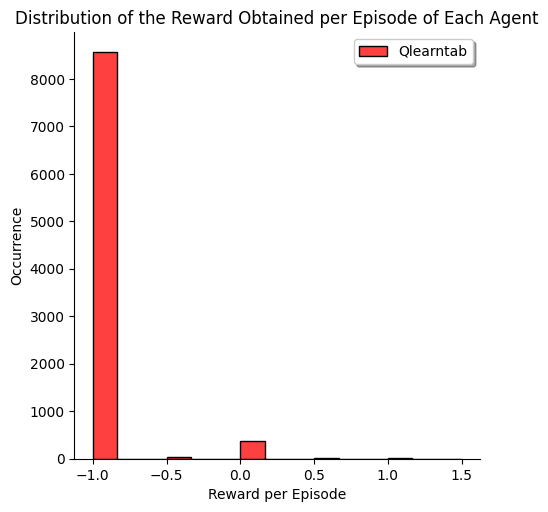 Distribution of the Reward Obtained per Episode of Each Agent
Qlearntab
8000
7000
6000
5000
4000
3000
2000
1000
0
Occurrence
−1.0 −0.5 0.0 0.5 1.0 1.5
Reward per Episode